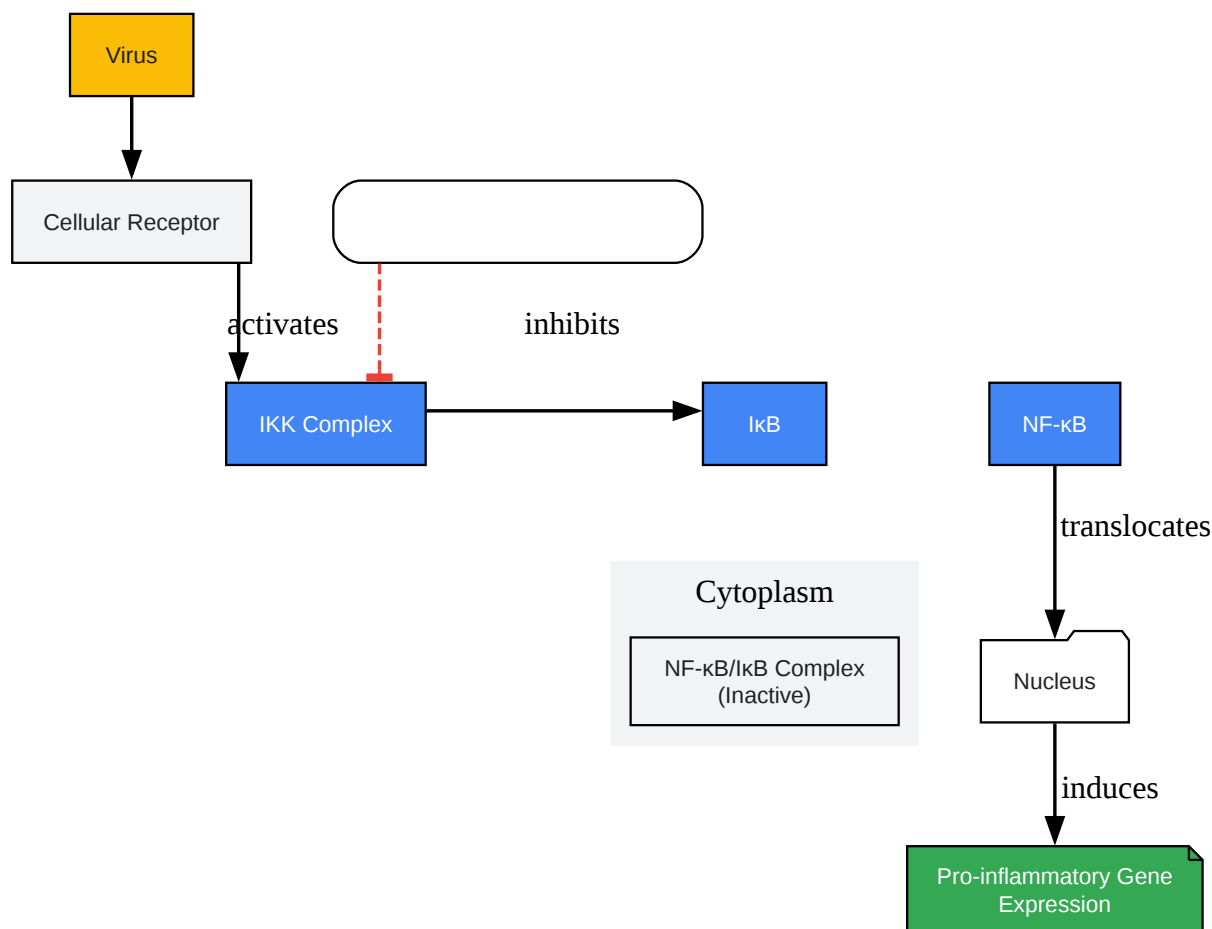 Virus
Cellular Receptor
activates
inhibits
IKK Complex
IκB
NF-κB
translocates
Cytoplasm
NF-κB/IκB Complex
(Inactive)
Nucleus
induces
Pro-inflammatory Gene
Expression